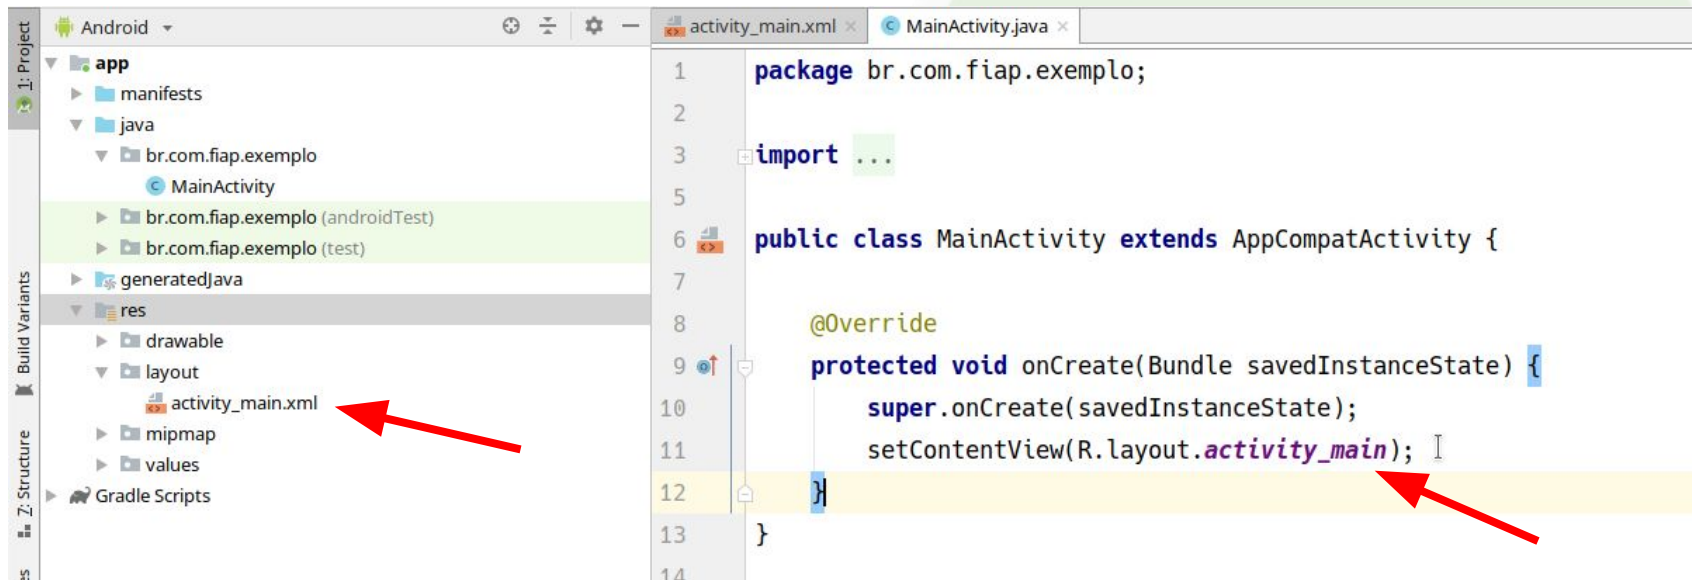 1: Project
Build Variants
Z: Structure
Android
app
manifests
java
br.com.fiap.exemplo
MainActivity
br.com.fiap.exemplo (androidTest)
br.com.fiap.exemplo (test)
generatedJava
res
drawable
layout
activity_main.xml
mipmap
values
Gradle Scripts
activity_main.xml
MainActivity.java
1 package br.com.fiap.exemplo;
2
3 import ...
5
6 public class MainActivity extends AppCompatActivity {
7
8 @Override
9 protected void onCreate(Bundle savedInstanceState) {
10 super.onCreate(savedInstanceState);
11 setContentView(R.layout.activity_main);
12 }
13 }
14